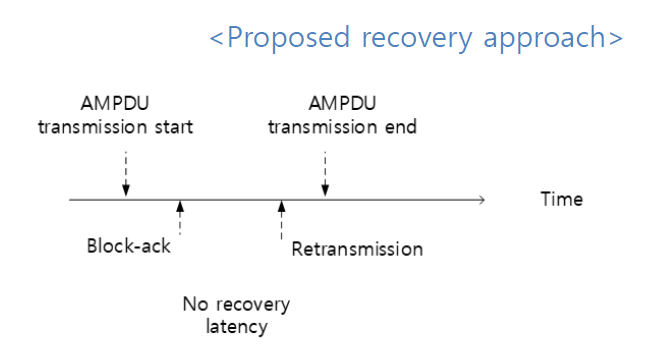 <Proposed recovery approach>
AMPDU
transmission start
AMPDU
transmission end
Time
Block-ack
Retransmission
No recovery
latency